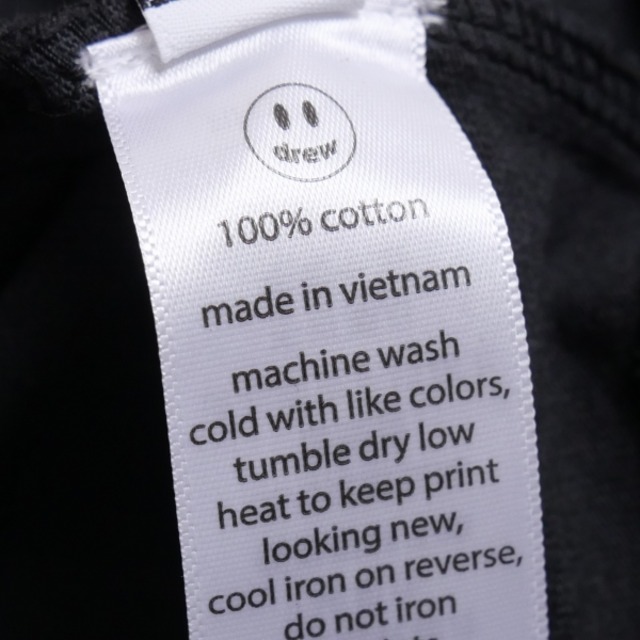 drew
100% cotton
made in vietnam
machine wash
cold with like colors,
tumble dry low
heat to keep print
looking new,
cool iron on reverse,
do not iron